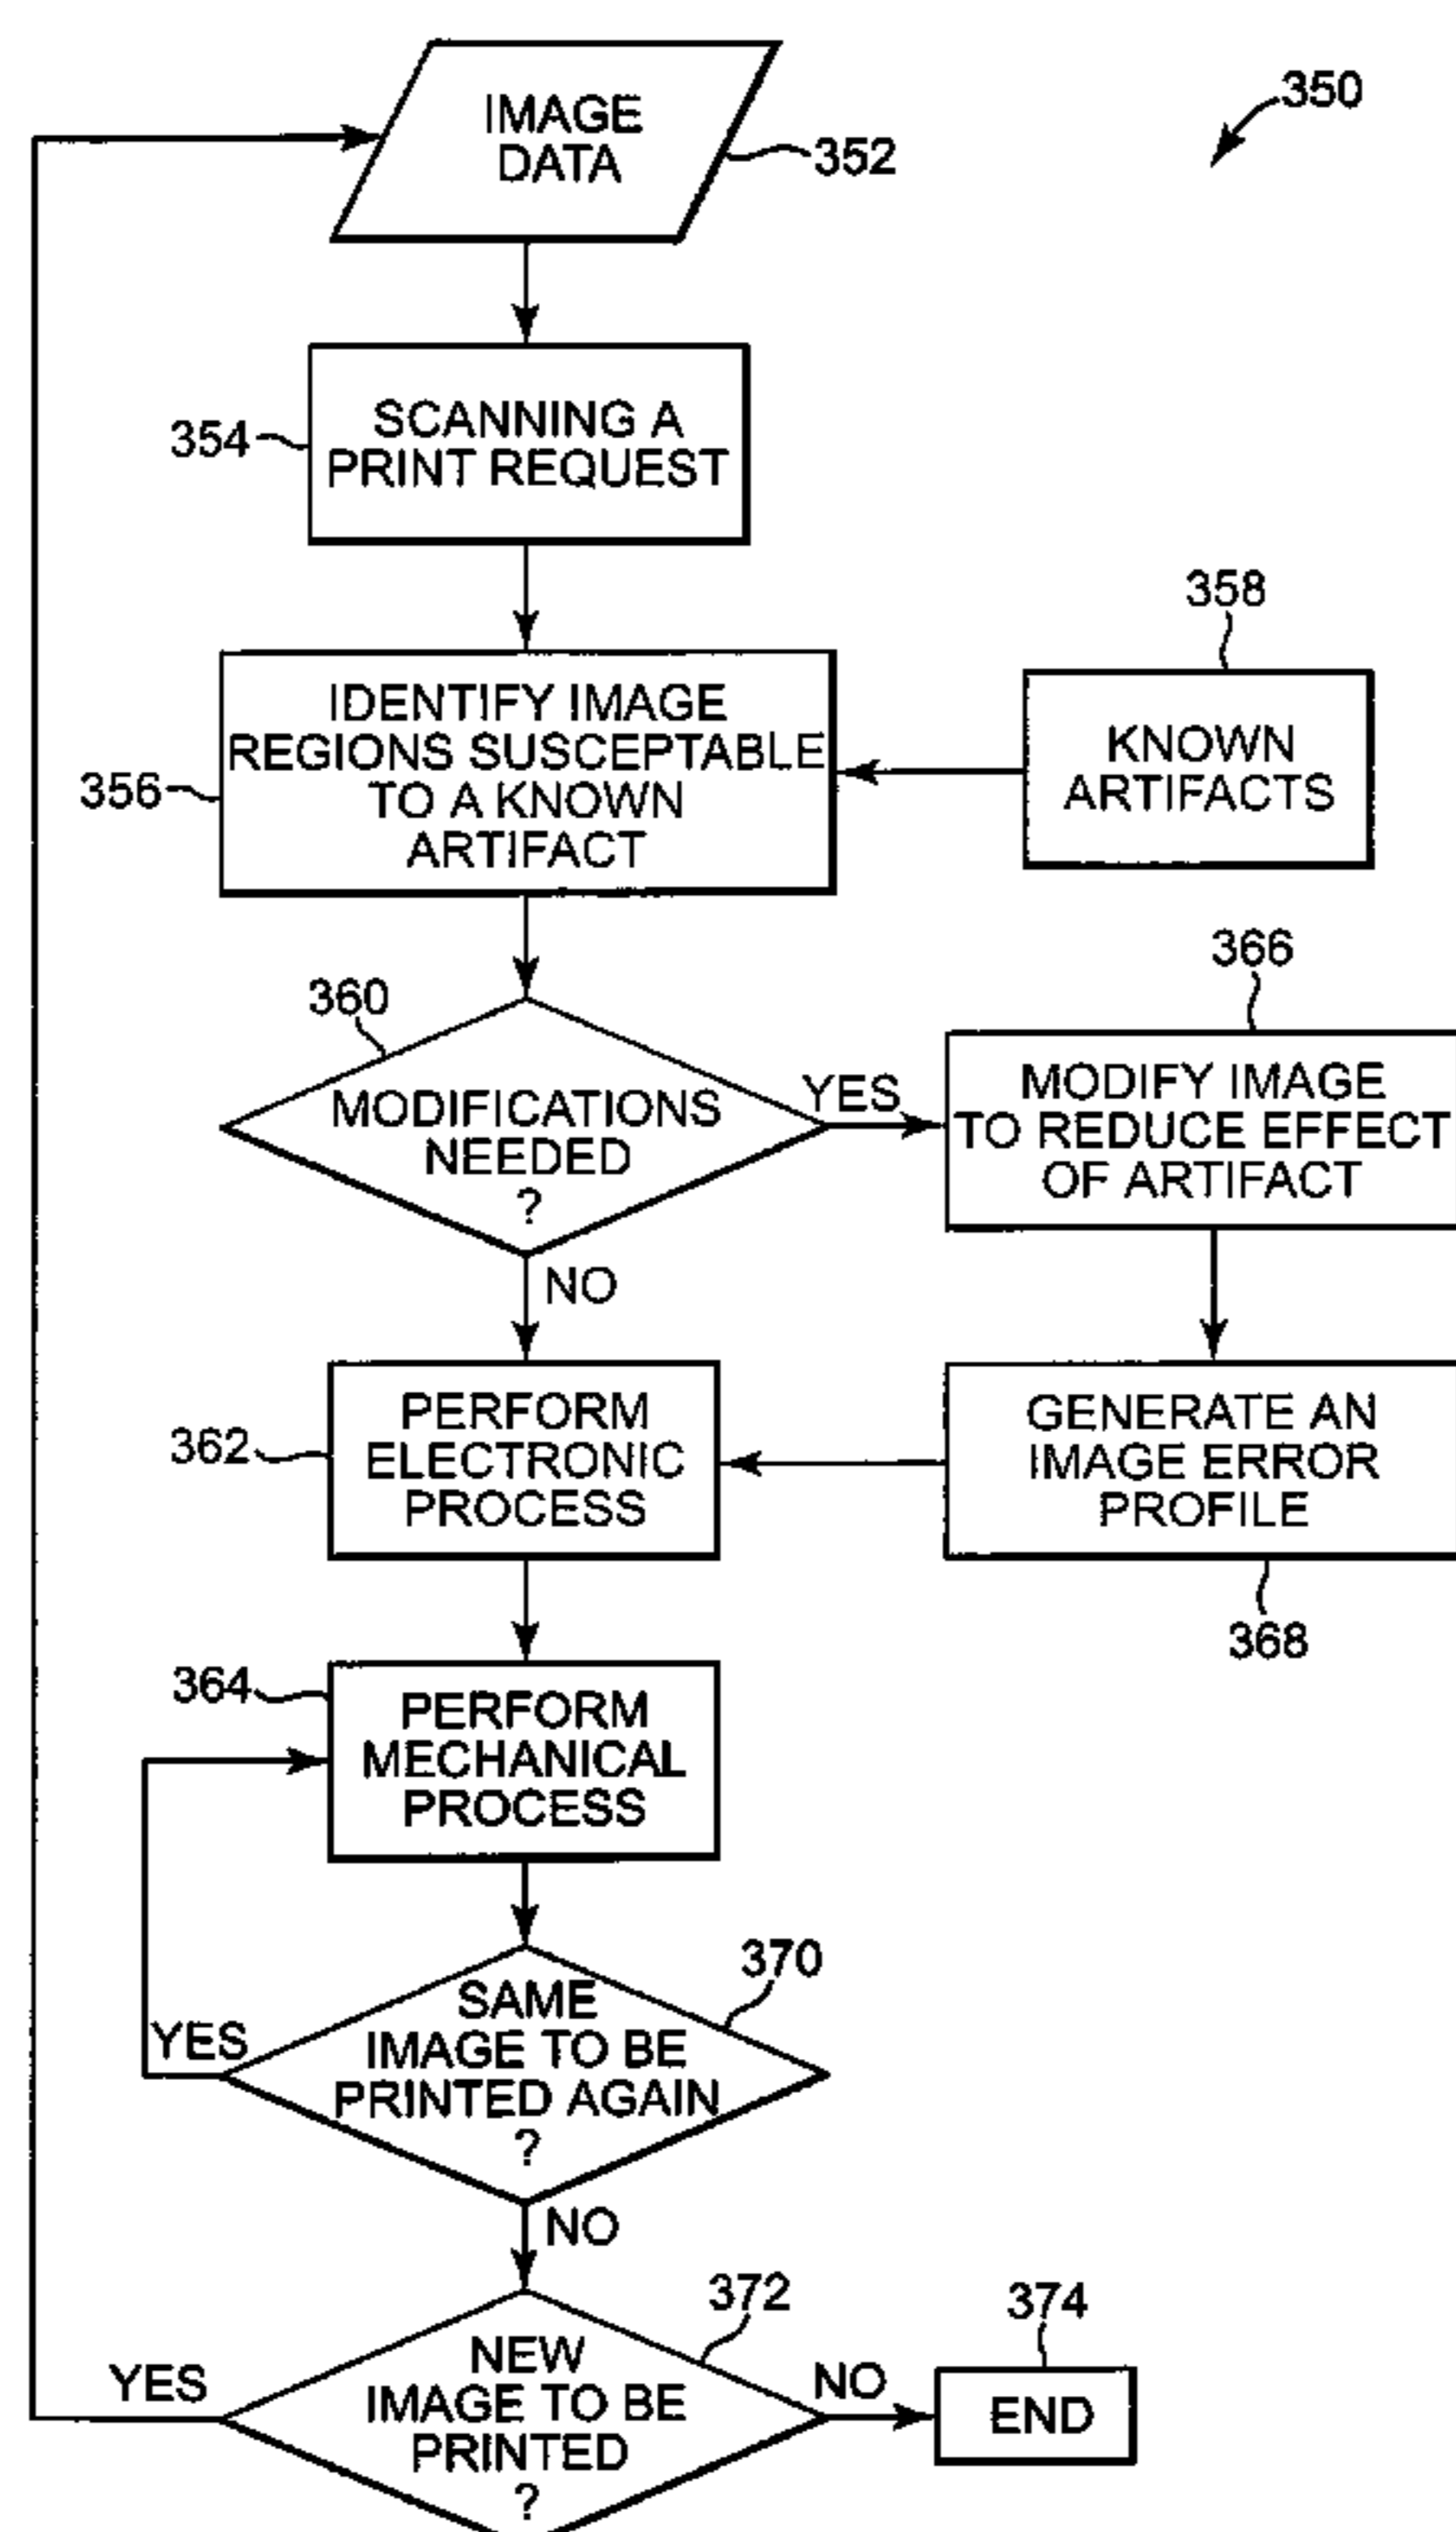 IMAGE
DATA
352
350
354
SCANNING A
PRINT REQUEST
358
356
IDENTIFY IMAGE
REGIONS SUSCEPTABLE
TO A KNOWN
ARTIFACT
KNOWN
ARTIFACTS
360
MODIFICATIONS
NEEDED
?
YES
NO
366
MODIFY IMAGE
TO REDUCE EFFECT
OF ARTIFACT
362
PERFORM
ELECTRONIC
PROCESS
GENERATE AN
IMAGE ERROR
PROFILE
368
364
PERFORM
MECHANICAL
PROCESS
370
SAME
IMAGE TO BE
PRINTED AGAIN
?
YES
NO
372
NEW
IMAGE TO BE
PRINTED
?
YES
NO
374
END